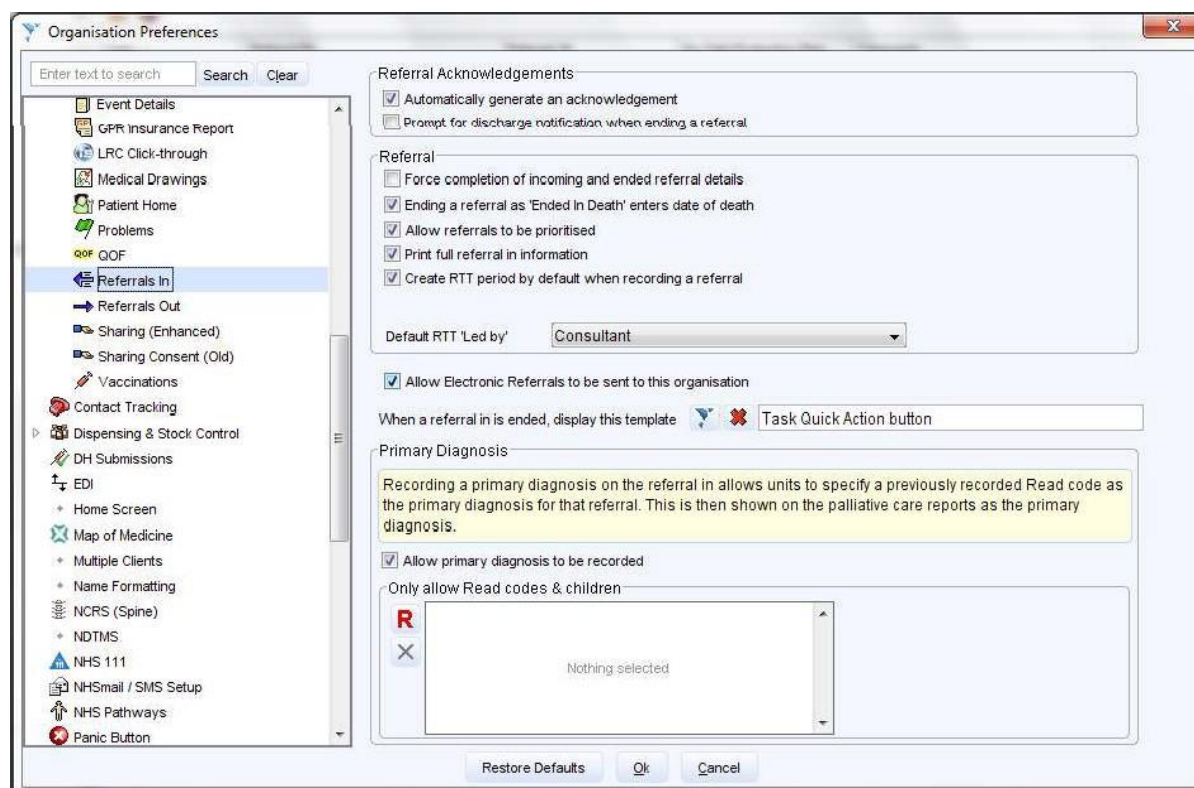 Organisation Preferences
Enter text to search
Search
Clear
Event Details
GPR Insurance Report
LRC Click-through
Medical Drawings
Patient Home
Problems
QOF QOF
Referrals In
Referrals Out
Sharing (Enhanced)
Sharing Consent (Old)
Vaccinations
Contact Tracking
Dispensing & Stock Control
DH Submissions
EDI
Home Screen
Map of Medicine
Multiple Clients
Name Formatting
NCRS (Spine)
NDTMS
NHS 111
NHSmail / SMS Setup
NHS Pathways
Panic Button
Referral Acknowledgements
Automatically generate an acknowledgement
Prompt for discharge notification when ending a referral
Referral
Force completion of incoming and ended referral details
Ending a referral as 'Ended In Death' enters date of death
Allow referrals to be prioritised
Print full referral in information
Create RTT period by default when recording a referral
Default RTT 'Led by'
Consultant
Allow Electronic Referrals to be sent to this organisation
When a referral in is ended, display this template
Task Quick Action button
Primary Diagnosis
Recording a primary diagnosis on the referral in allows units to specify a previously recorded Read code as
the primary diagnosis for that referral. This is then shown on the palliative care reports as the primary
diagnosis.
Allow primary diagnosis to be recorded
Only allow Read codes & children
R
Nothing selected
Restore Defaults
Ok
Cancel